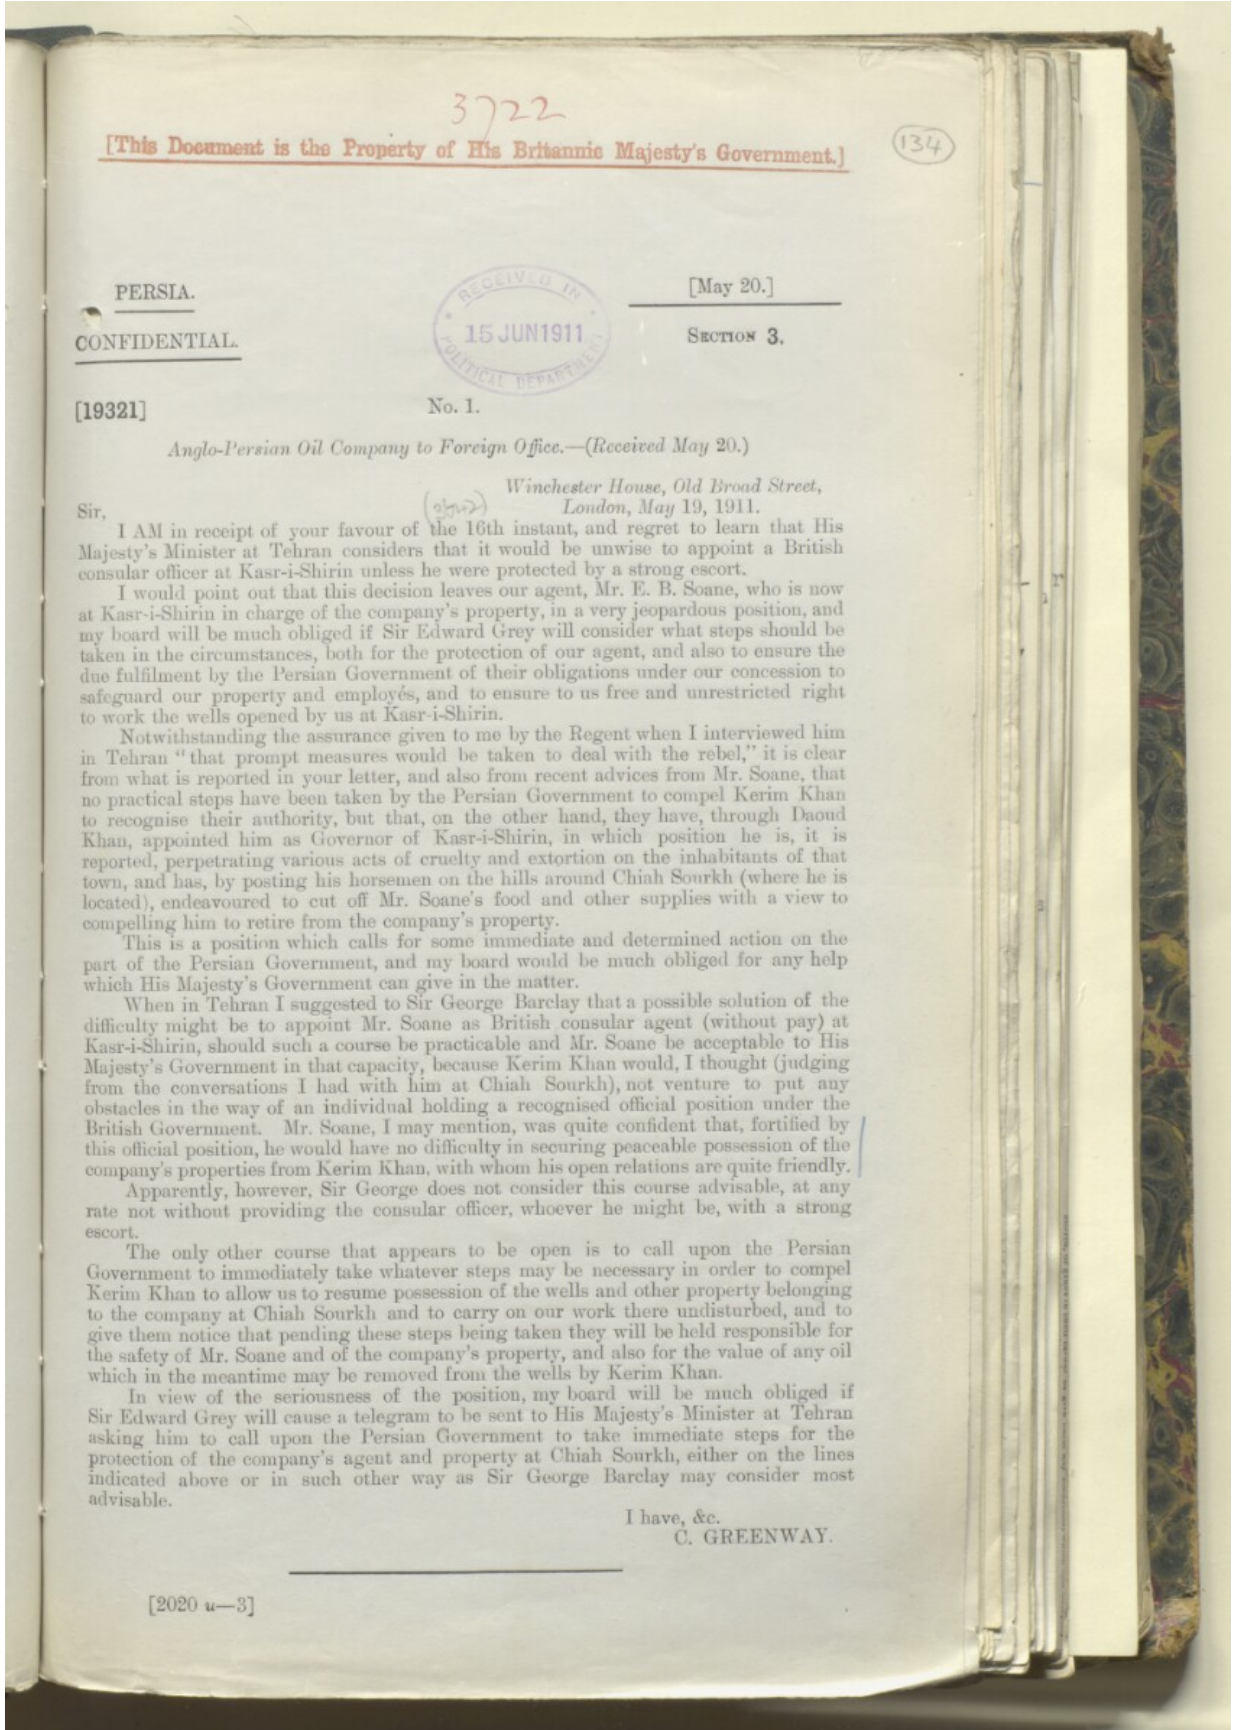 3722
[This Document is the Property of His Britannic Majesty's Government.]
134
PERSIA.
[May 20.]
CONFIDENTIAL.
SECTION 3.
RECEIVED IN
15 JUN 1911
POLITICAL DEPARTMENT
[19321]
No. 1.
Anglo-Persian Oil Company to Foreign Office.—(Received May 20.)
Winchester House, Old Broad Street,
London, May 19, 1911.
Sir,
I AM in receipt of your favour of the 16th instant, and regret to learn that His
Majesty's Minister at Tehran considers that it would be unwise to appoint a British
consular officer at Kasr-i-Shirin unless he were protected by a strong escort.
I would point out that this decision leaves our agent, Mr. E. B. Soane, who is now
at Kasr-i-Shirin in charge of the company's property, in a very jeopardous position, and
my board will be much obliged if Sir Edward Grey will consider what steps should be
taken in the circumstances, both for the protection of our agent, and also to ensure the
due fulfilment by the Persian Government of their obligations under our concession to
safeguard our property and employés, and to ensure to us free and unrestricted right
to work the wells opened by us at Kasr-i-Shirin.
Notwithstanding the assurance given to me by the Regent when I interviewed him
in Tehran "that prompt measures would be taken to deal with the rebel," it is clear
from what is reported in your letter, and also from recent advices from Mr. Soane, that
no practical steps have been taken by the Persian Government to compel Kerim Khan
to recognise their authority, but that, on the other hand, they have, through Daoud
Khan, appointed him as Governor of Kasr-i-Shirin, in which position he is, it is
reported, perpetrating various acts of cruelty and extortion on the inhabitants of that
town, and has, by posting his horsemen on the hills around Chiah Sourkh (where he is
located), endeavoured to cut off Mr. Soane's food and other supplies with a view to
compelling him to retire from the company's property.
This is a position which calls for some immediate and determined action on the
part of the Persian Government, and my board would be much obliged for any help
which His Majesty's Government can give in the matter.
When in Tehran I suggested to Sir George Barclay that a possible solution of the
difficulty might be to appoint Mr. Soane as British consular agent (without pay) at
Kasr-i-Shirin, should such a course be practicable and Mr. Soane be acceptable to His
Majesty's Government in that capacity, because Kerim Khan would, I thought (judging
from the conversations I had with him at Chiah Sourkh), not venture to put any
obstacles in the way of an individual holding a recognised official position under the
British Government. Mr. Soane, I may mention, was quite confident that, fortified by
this official position, he would have no difficulty in securing peaceable possession of the
company's properties from Kerim Khan, with whom his open relations are quite friendly.
Apparently, however, Sir George does not consider this course advisable, at any
rate not without providing the consular officer, whoever he might be, with a strong
escort.
The only other course that appears to be open is to call upon the Persian
Government to immediately take whatever steps may be necessary in order to compel
Kerim Khan to allow us to resume possession of the wells and other property belonging
to the company at Chiah Sourkh and to carry on our work there undisturbed, and to
give them notice that pending these steps being taken they will be held responsible for
the safety of Mr. Soane and of the company's property, and also for the value of any oil
which in the meantime may be removed from the wells by Kerim Khan.
In view of the seriousness of the position, my board will be much obliged if
Sir Edward Grey will cause a telegram to be sent to His Majesty's Minister at Tehran
asking him to call upon the Persian Government to take immediate steps for the
protection of the company's agent and property at Chiah Sourkh, either on the lines
indicated above or in such other way as Sir George Barclay may consider most
advisable.
I have, &c.
C. GREENWAY.
[2020 u—3]